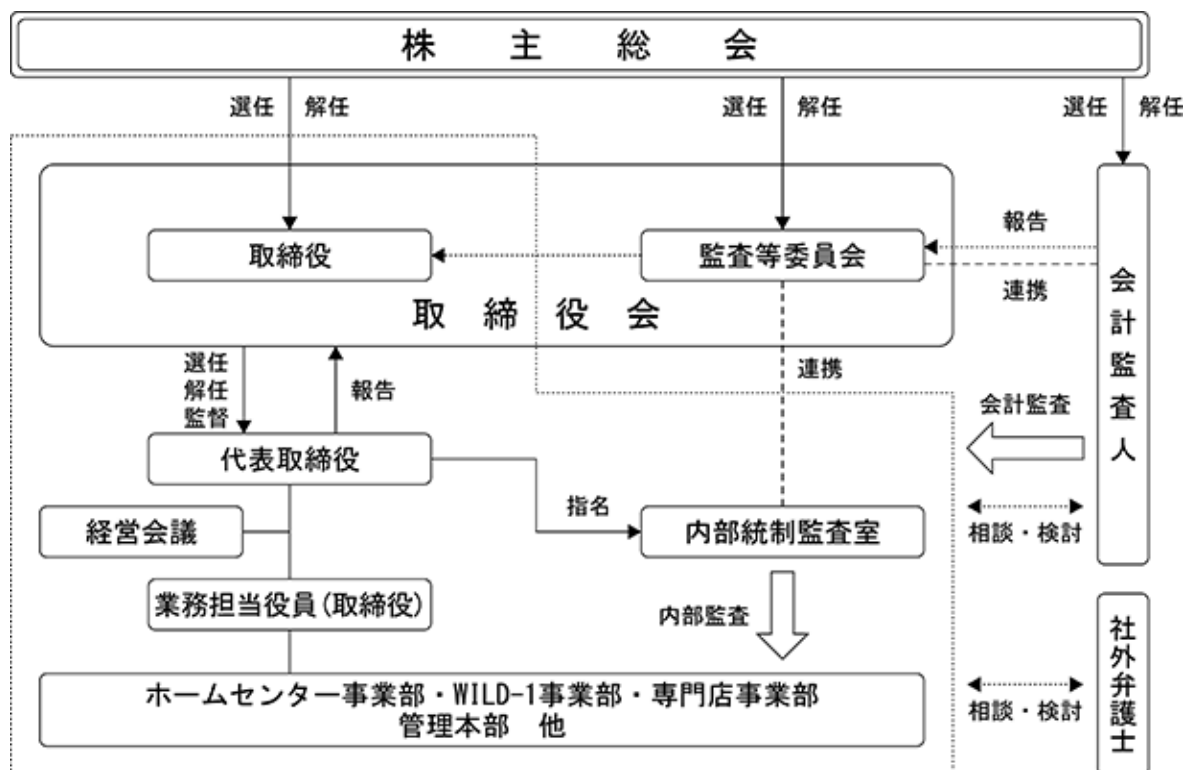 株主総会
選任
解任
選任
解任
選任
解任
取締役
監査等委員会
報告
連携
取締役会
会計監査人
選任
解任
監督
報告
連携
会計監査
代表取締役
指名
経営会議
内部統制監査室
相談・検討
業務担当役員(取締役)
内部監査
社外弁護士
ホームセンター事業部・WILD-1事業部・専門店事業部
管理本部 他
相談・検討